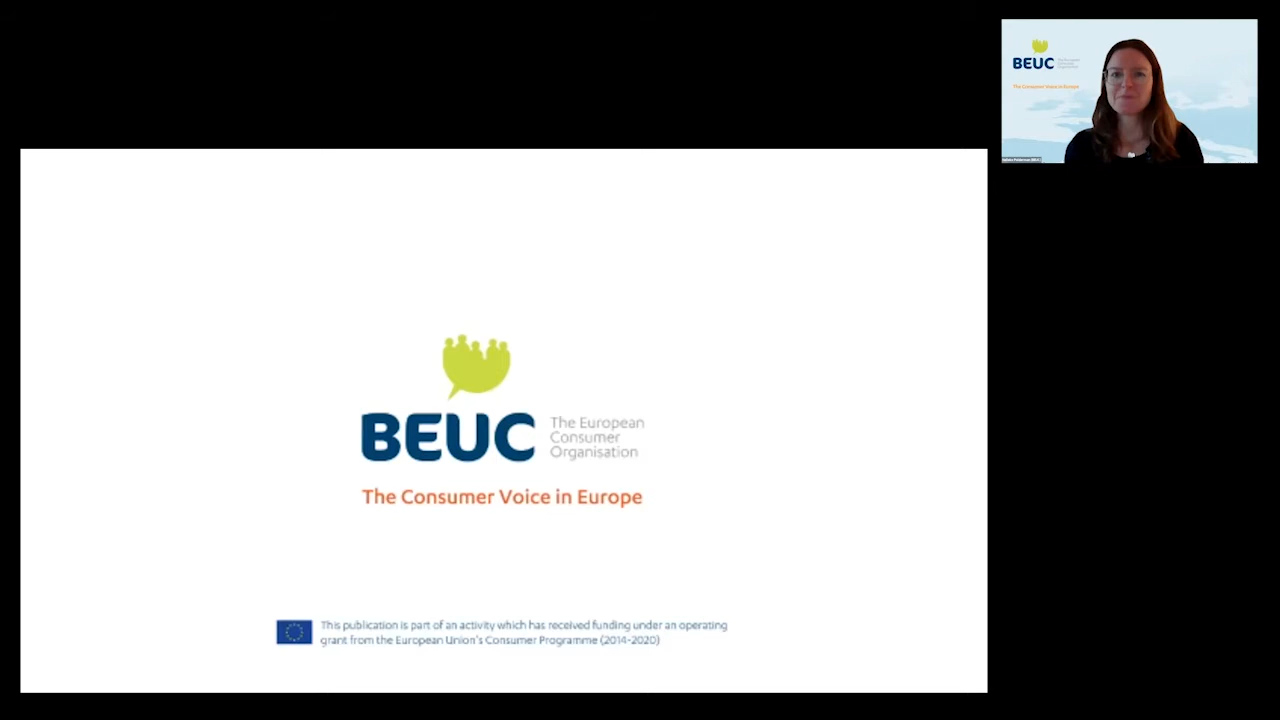 BEUC
The European
Consumer
Organisation
The Consumer Voice in Europe
This publication is part of an activity which has received funding under an operating
grant from the European Union's Consumer Programme (2014-2020)
BEUC
The Consumer Voice in Europe